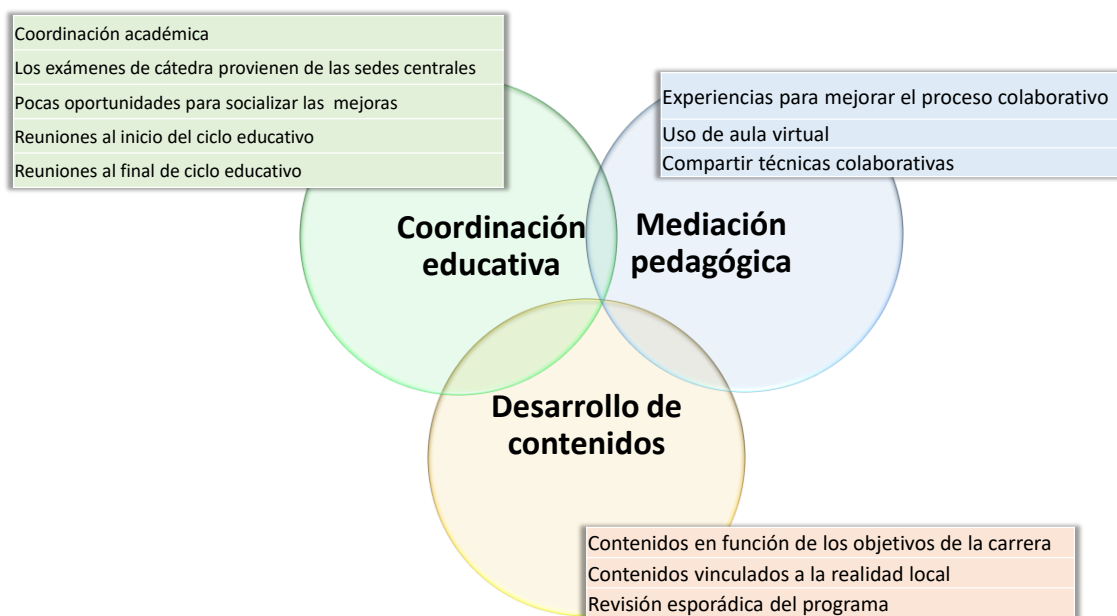 Coordinación académica
Los exámenes de cátedra provienen de las sedes centrales
Pocas oportunidades para socializar las mejoras
Reuniones al inicio del ciclo educativo
Reuniones al final de ciclo educativo
Experiencias para mejorar el proceso colaborativo
Uso de aula virtual
Compartir técnicas colaborativas
Coordinación
educativa
Mediación
pedagógica
Desarrollo de
contenidos
Contenidos en función de los objetivos de la carrera
Contenidos vinculados a la realidad local
Revisión esporádica del programa